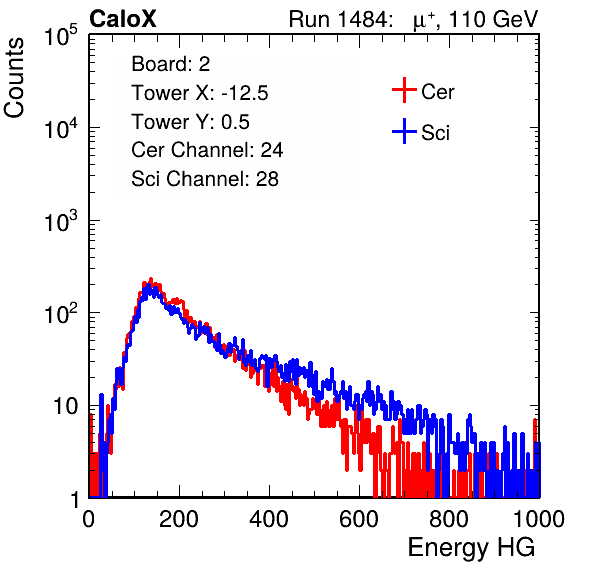 CaloX Run 1484: μ⁺, 110 GeV
Counts
10⁵
10⁴
10³
10²
10
1
Board: 2
Tower X: -12.5
Tower Y: 0.5
Cer Channel: 24
Sci Channel: 28
Cer
Sci
0 200 400 600 800 1000
Energy HG